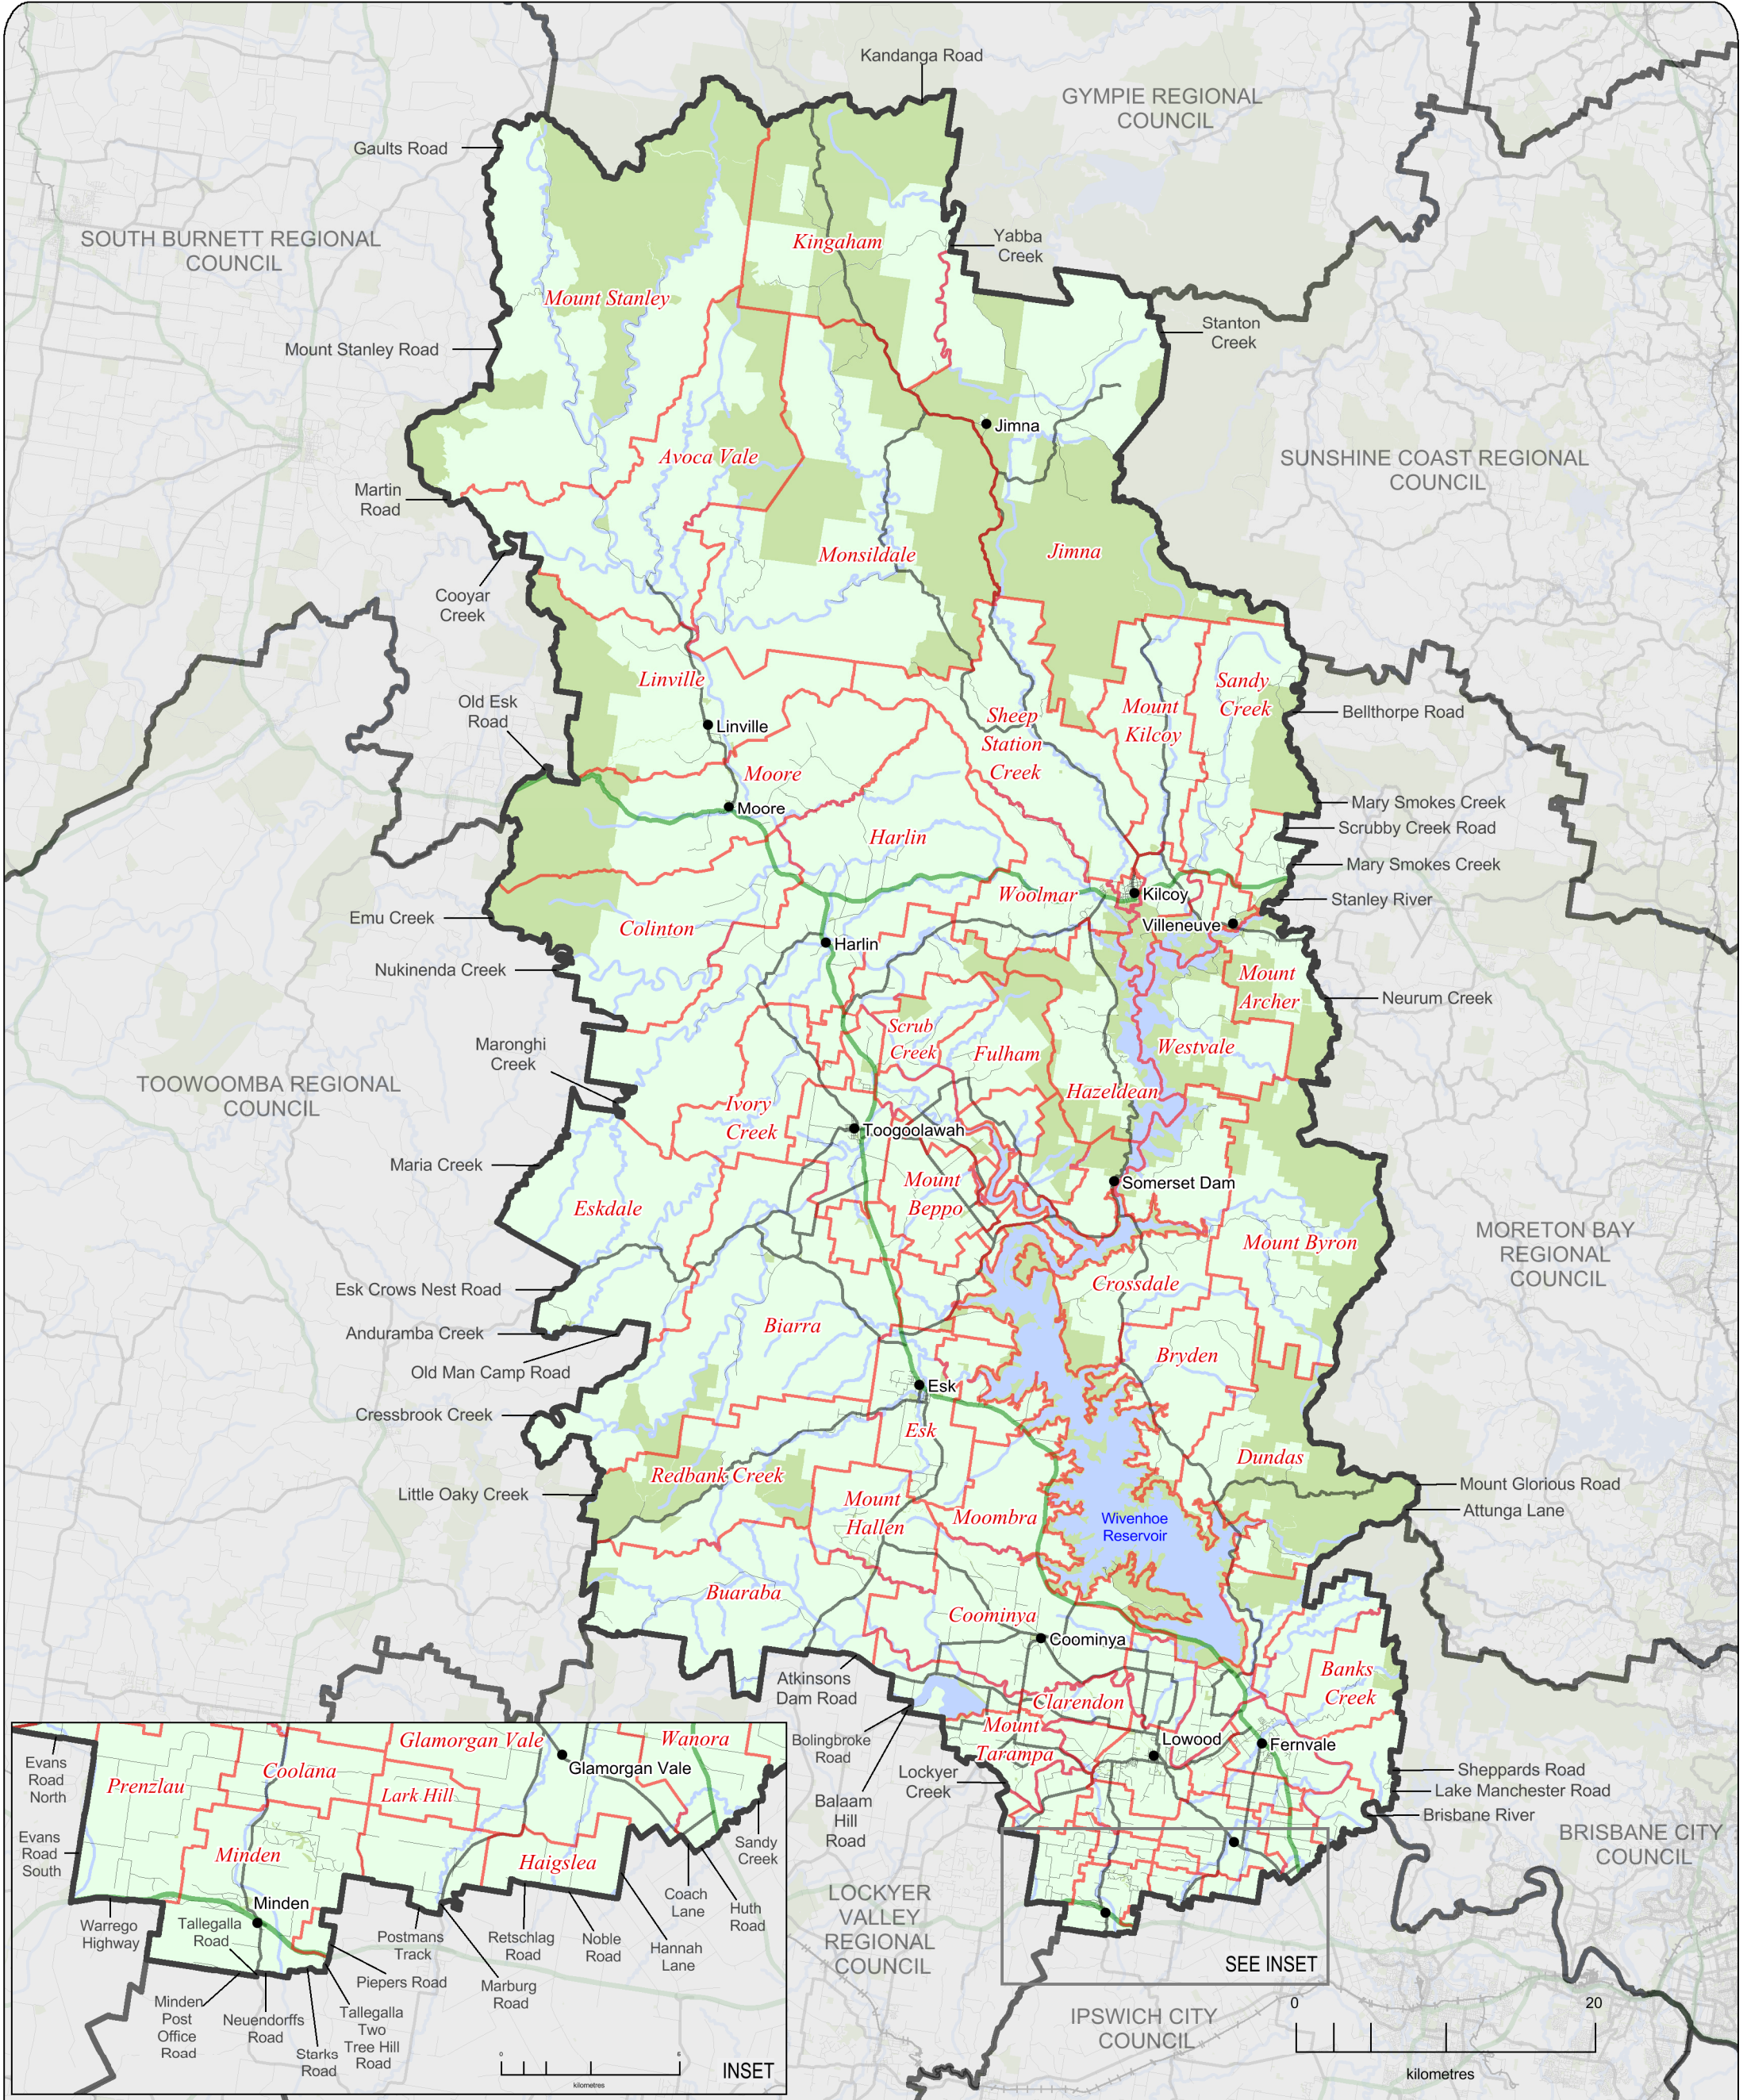 Kandanga Road
GYMPIE REGIONAL
COUNCIL
Gaults Road
SOUTH BURNETT REGIONAL
COUNCIL
Kingaham
Yabba
Creek
Mount Stanley
Stanton
Creek
Mount Stanley Road
Jimna
Avoca Vale
SUNSHINE COAST REGIONAL
COUNCIL
Martin
Road
Monsildale
Jimna
Cooyar
Creek
Linville
Sandy
Creek
Old Esk
Road
Mount
Kilcoy
Bellthorpe Road
Sheep
Station
Creek
Linville
Moore
Moore
Mary Smokes Creek
Scrubby Creek Road
Harlin
Mary Smokes Creek
Woolmar
Kilcoy
Stanley River
Emu Creek
Villeneuve
Colinton
Harlin
Nukinenda Creek
Mount
Archer
Neurum Creek
Scrub
Creek
Maronghi
Creek
Fulham
Westvale
TOOWOOMBA REGIONAL
COUNCIL
Hazeldean
Ivory
Creek
Toogoolawah
Maria Creek
Mount
Beppo
Somerset Dam
Eskdale
MORETON BAY
REGIONAL
COUNCIL
Mount Byron
Crossdale
Esk Crows Nest Road
Biarra
Anduramba Creek
Bryden
Old Man Camp Road
Esk
Cressbrook Creek
Esk
Dundas
Redbank Creek
Mount Glorious Road
Little Oaky Creek
Mount
Hallen
Moombra
Wivenhoe
Reservoir
Attunga Lane
Buaraba
Coominya
Coominya
Atkinsons
Dam Road
Banks
Creek
Clarendon
Mount
Tarampa
Bolingbroke
Road
Lowood
Fernvale
Lockyer
Creek
Sheppards Road
Lake Manchester Road
Balaam
Hill
Road
Brisbane River
BRISBANE CITY
COUNCIL
LOCKYER
VALLEY
REGIONAL
COUNCIL
SEE INSET
IPSWICH CITY
COUNCIL
0
20
kilometres
Glamorgan Vale
Wanora
Evans
Road
North
Prenzlau
Coolana
Glamorgan Vale
Lark Hill
Evans
Road
South
Minden
Haigslea
Sandy
Creek
Minden
Coach
Lane
Huth
Road
Warrego
Highway
Tallegalla
Road
Postmans
Track
Retschlag
Road
Noble
Road
Hannah
Lane
Piepers Road
Marburg
Road
Minden
Post
Office
Road
Neuendorffs
Road
Starks
Road
Tallegalla
Two
Tree Hill
Road
0
6
kilometres
INSET